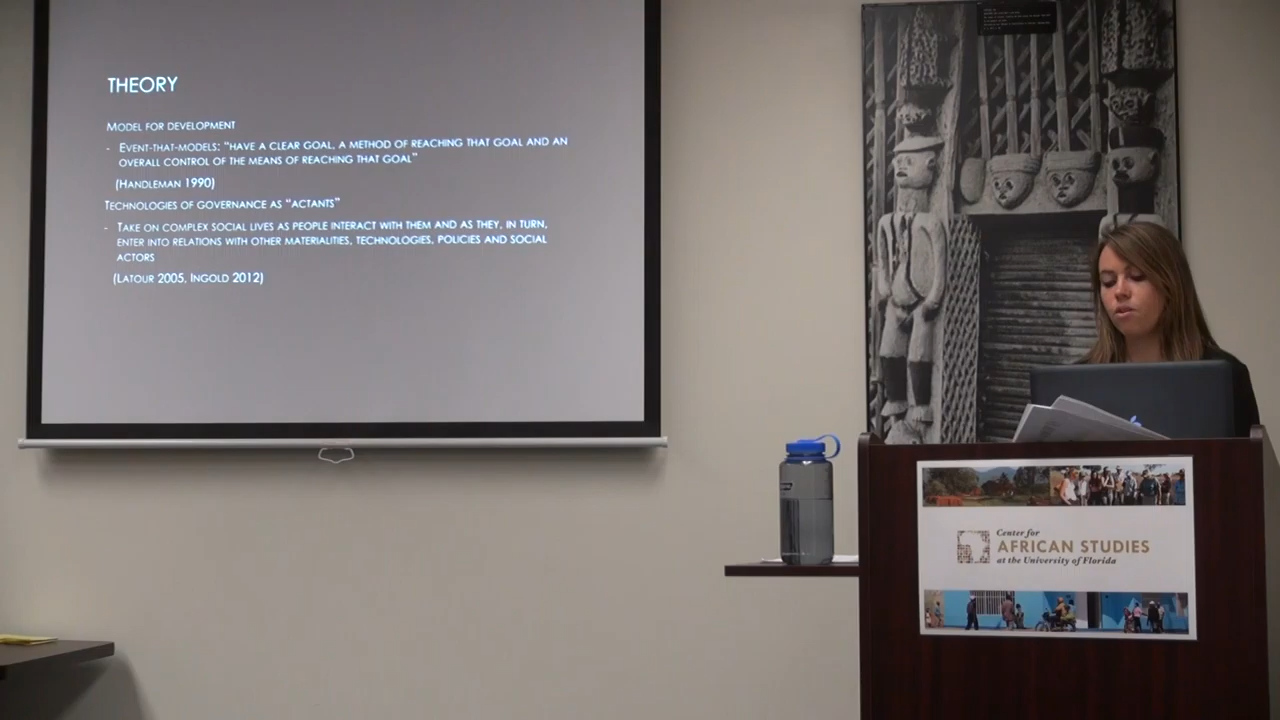 THEORY
MODEL FOR DEVELOPMENT
- EVENT-THAT-MODELS: "HAVE A CLEAR GOAL, A METHOD OF REACHING THAT GOAL AND AN
OVERALL CONTROL OF THE MEANS OF REACHING THAT GOAL"
(HANDLEMAN 1990)
TECHNOLOGIES OF GOVERNANCE AS "ACTANTS"
- TAKE ON COMPLEX SOCIAL LIVES AS PEOPLE INTERACT WITH THEM AND AS THEY, IN TURN,
ENTER INTO RELATIONS WITH OTHER MATERIALITIES, TECHNOLOGIES, POLICIES AND SOCIAL
ACTORS
(LATOUR 2005, INGOLD 2012)
Center for
AFRICAN STUDIES
at the University of Florida